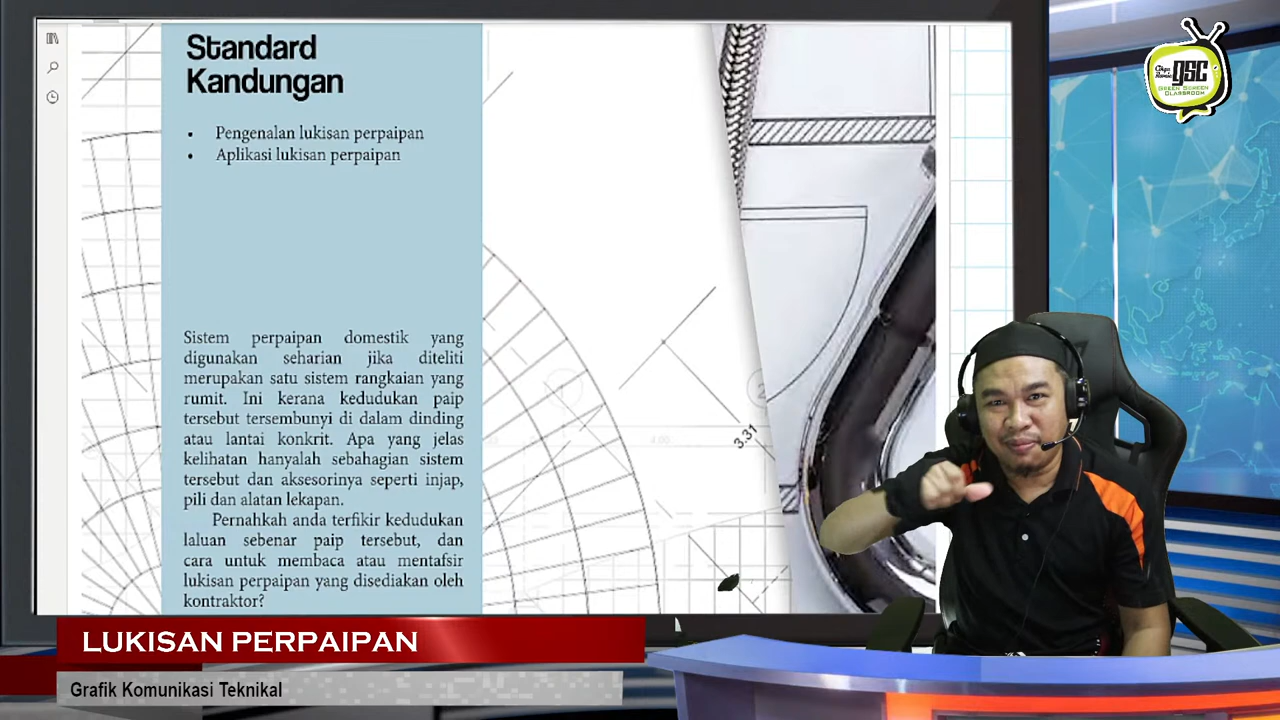 Standard
Kandungan
• Pengenalan lukisan perpaipan
• Aplikasi lukisan perpaipan
Sistem perpaipan domestik yang
digunakan seharian jika diteliti
merupakan satu sistem rangkaian yang
rumit. Ini kerana kedudukan paip
tersebut tersembunyi di dalam dinding
atau lantai konkrit. Apa yang jelas
kelihatan hanyalah sebahagian sistem
tersebut dan aksesorinya seperti injap,
pili dan alatan lekapan.
Pernahkah anda terfikir kedudukan
laluan sebenar paip tersebut, dan
cara untuk membaca atau mentafsir
lukisan perpaipan yang disediakan oleh
kontraktor?
3.31
gsc
GREEN SCREEN
CLASSROOM
LUKISAN PERPAIPAN
Grafik Komunikasi Teknikal